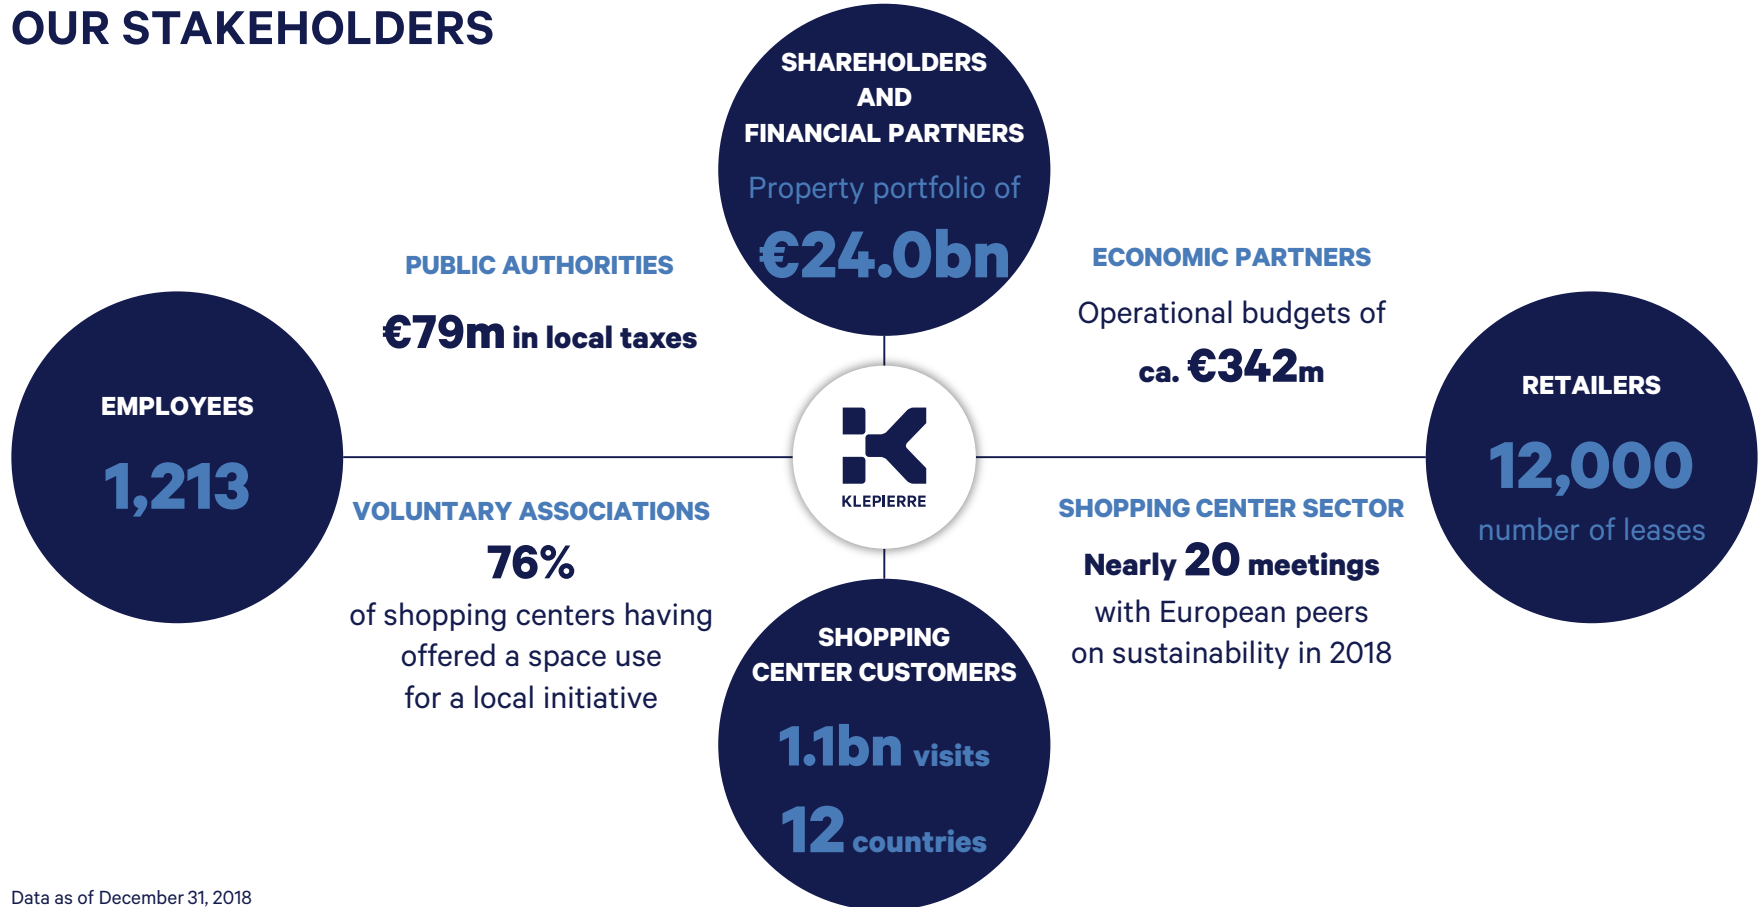 OUR STAKEHOLDERS
SHAREHOLDERS
AND
FINANCIAL PARTNERS
Property portfolio of
€24.0bn
PUBLIC AUTHORITIES
€79m in local taxes
ECONOMIC PARTNERS
Operational budgets of
ca. €342m
EMPLOYEES
1,213
KLEPIERRE
RETAILERS
12,000
number of leases
VOLUNTARY ASSOCIATIONS
76%
of shopping centers having
offered a space use
for a local initiative
SHOPPING CENTER SECTOR
Nearly 20 meetings
with European peers
on sustainability in 2018
SHOPPING
CENTER CUSTOMERS
1.1bn visits
12 countries
Data as of December 31, 2018